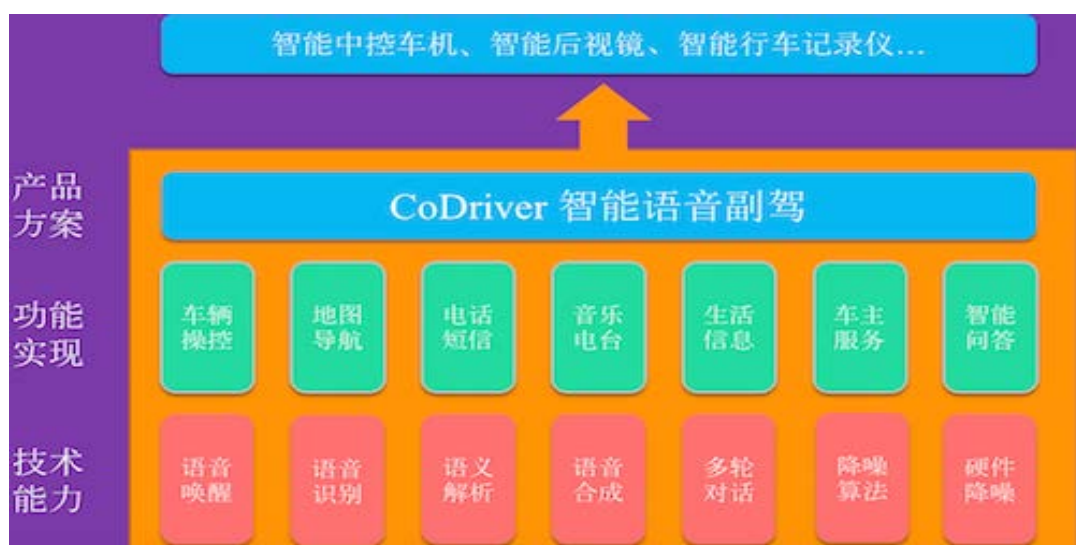 智能中控车机、智能后视镜、智能行车记录仪...
产品
方案
CoDriver 智能语音副驾
功能
实现
车辆
操控
地图
导航
电话
短信
音乐
电台
生活
信息
车主
服务
智能
问答
技术
能力
语音
唤醒
语音
识别
语义
解析
语音
合成
多轮
对话
降噪
算法
硬件
降噪